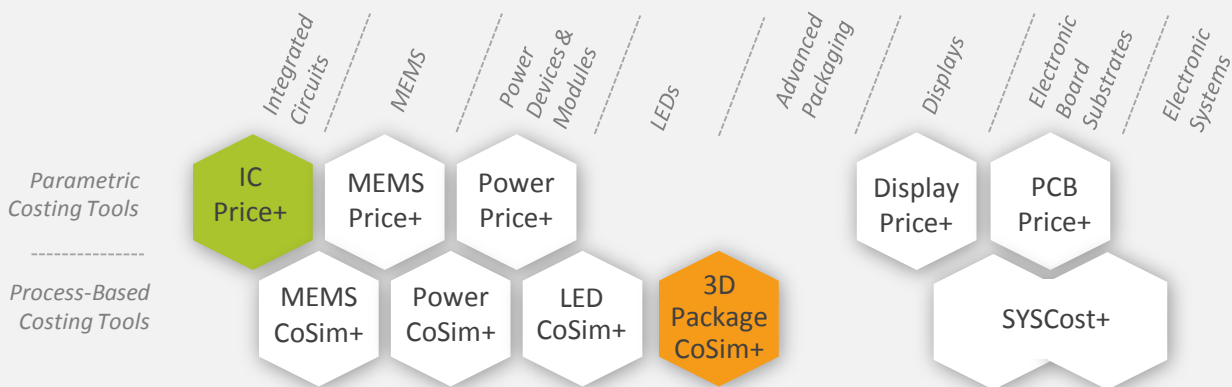 Integrated
Circuits
MEMS
Power
Devices &
Modules
LEDs
Advanced
Packaging
Displays
Electronic
Board
Substrates
Electronic
Systems
Parametric
Costing Tools
IC
Price+
MEMS
Price+
Power
Price+
Display
Price+
PCB
Price+
Process-Based
Costing Tools
MEMS
CoSim+
Power
CoSim+
LED
CoSim+
3D
Package
CoSim+
SYSCost+